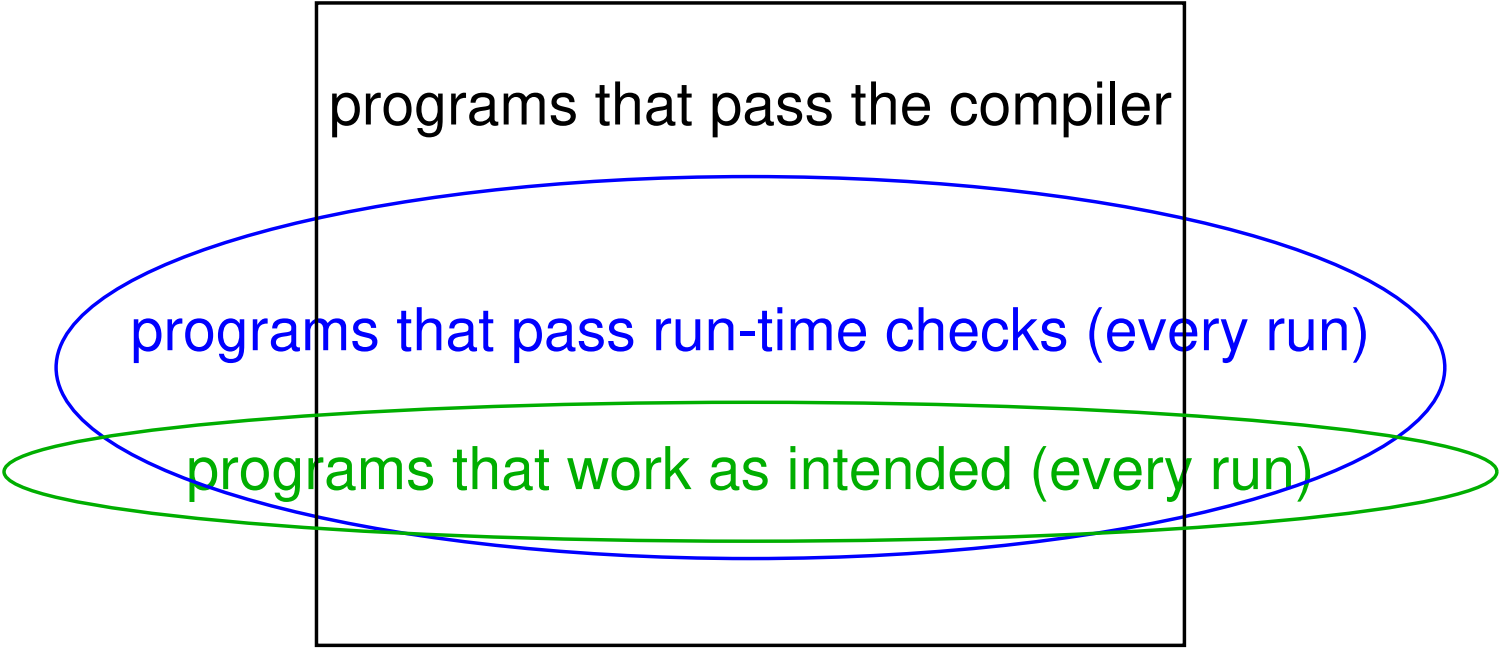 programs that pass the compiler
programs that pass run-time checks (every run)
programs that work as intended (every run)